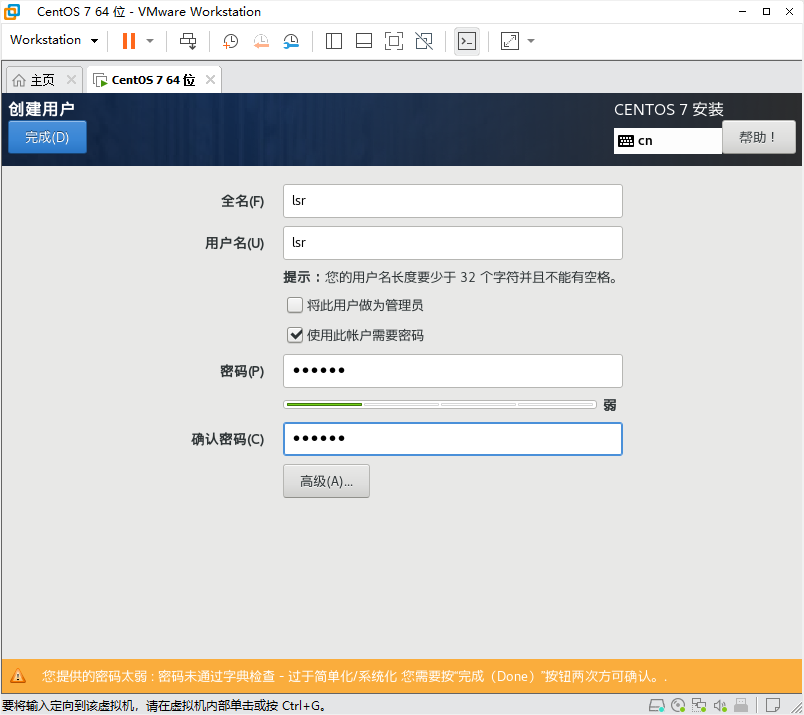 CentOS 7 64 位 - VMware Workstation
Workstation
主页
CentOS 7 64 位
创建用户
CENTOS 7 安装
完成(D)
cn
帮助！
全名(F)
lsr
用户名(U)
lsr
提示：您的用户名长度要少于 32 个字符并且不能有空格。
将此用户做为管理员
使用此帐户需要密码
密码(P)
••••••
弱
确认密码(C)
••••••
高级(A)...
您提供的密码太弱 : 密码未通过字典检查 - 过于简单化/系统化 您需要按"完成（Done）"按钮两次方可确认。.
要将输入定向到该虚拟机，请在虚拟机内部单击或按 Ctrl+G。